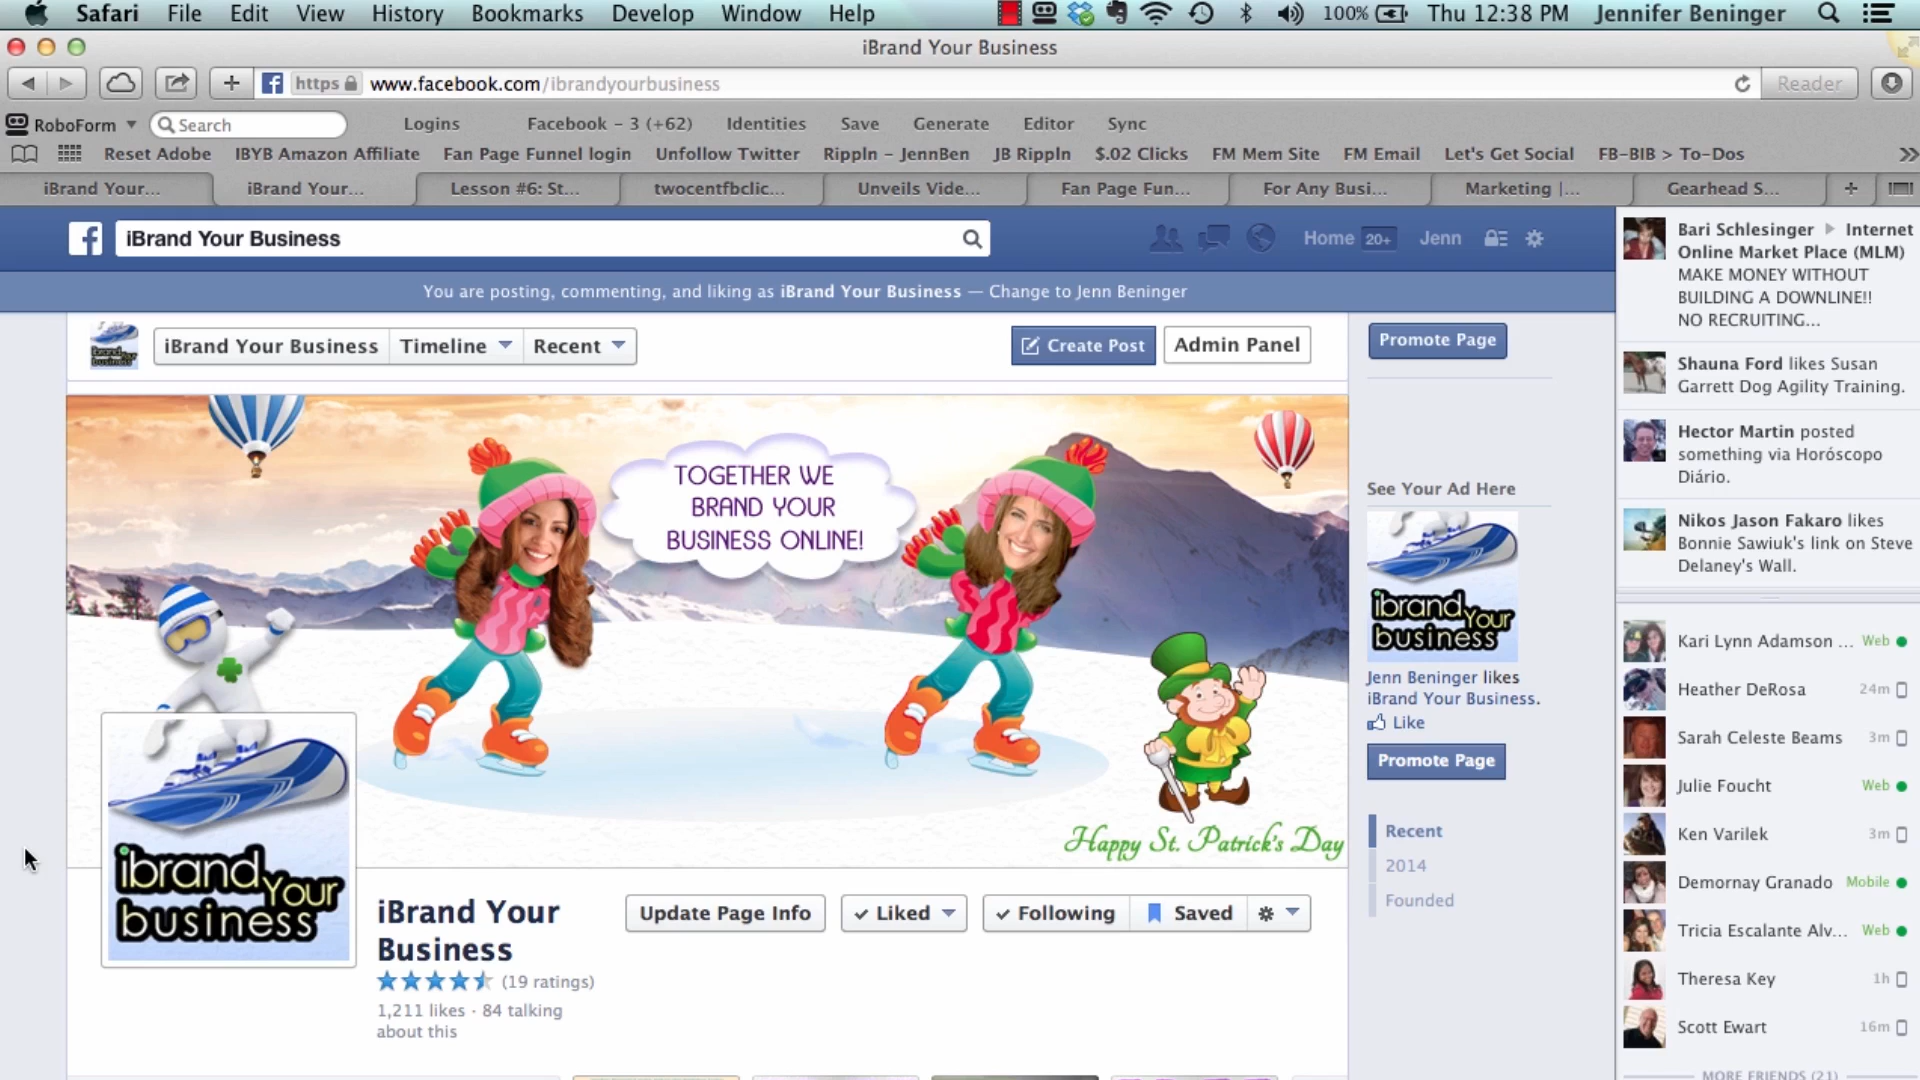 Safari File Edit View History Bookmarks Develop Window Help 100% Thu 12:38 PM Jennifer Beninger
iBrand Your Business
https www.facebook.com/ibrandyourbusiness Reader
RoboForm Search Logins Facebook - 3 (+62) Identities Save Generate Editor Sync
Reset Adobe IBYB Amazon Affiliate Fan Page Funnel login Unfollow Twitter Rippln - JennBen JB Rippln $.02 Clicks FM Mem Site FM Email Let's Get Social FB-BIB > To-Dos
iBrand Your... iBrand Your... Lesson #6: St... twocentfbclic... Unveils Vide... Fan Page Fun... For Any Busi... Marketing |... Gearhead S...
iBrand Your Business Home 20+ Jenn
You are posting, commenting, and liking as iBrand Your Business — Change to Jenn Beninger
iBrand Your Business Timeline Recent Create Post Admin Panel
TOGETHER WE
BRAND YOUR
BUSINESS ONLINE!
Happy St. Patrick's Day
ibrand Your
business
iBrand Your
Business
(19 ratings)
1,211 likes · 84 talking
about this
Update Page Info Liked Following Saved
Promote Page
See Your Ad Here
ibrand Your
business
Jenn Beninger likes
iBrand Your Business.
Like
Promote Page
Recent
2014
Founded
Bari Schlesinger Internet
Online Market Place (MLM)
MAKE MONEY WITHOUT
BUILDING A DOWNLINE!!
NO RECRUITING...
Shauna Ford likes Susan
Garrett Dog Agility Training.
Hector Martin posted
something via Horóscopo
Diário.
Nikos Jason Fakaro likes
Bonnie Sawiuk's link on Steve
Delaney's Wall.
Kari Lynn Adamson ... Web
Heather DeRosa 24m
Sarah Celeste Beams 3m
Julie Foucht Web
Ken Varilek 3m
Demornay Granado Mobile
Tricia Escalante Alv... Web
Theresa Key 1h
Scott Ewart 16m
MORE FRIENDS (21)